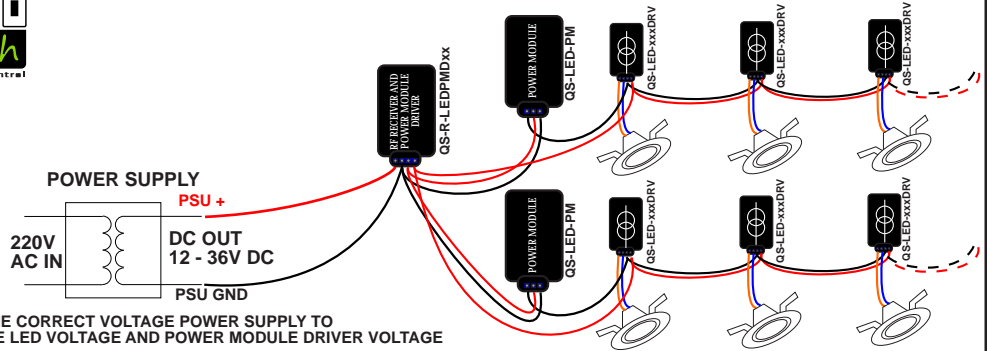 h
ntrol
POWER SUPPLY
PSU +
220V
AC IN
DC OUT
12 - 36V DC
PSU GND
E CORRECT VOLTAGE POWER SUPPLY TO
E LED VOLTAGE AND POWER MODULE DRIVER VOLTAGE
RF RECEIVER AND
POWER MODULE
DRIVER
QS-R-LEDPMDxx
POWER MODULE
QS-LED-PM
QS-LED-xxxDRV
QS-LED-xxxDRV
QS-LED-xxxDRV
POWER MODULE
QS-LED-PM
QS-LED-xxxDRV
QS-LED-xxxDRV
QS-LED-xxxDRV